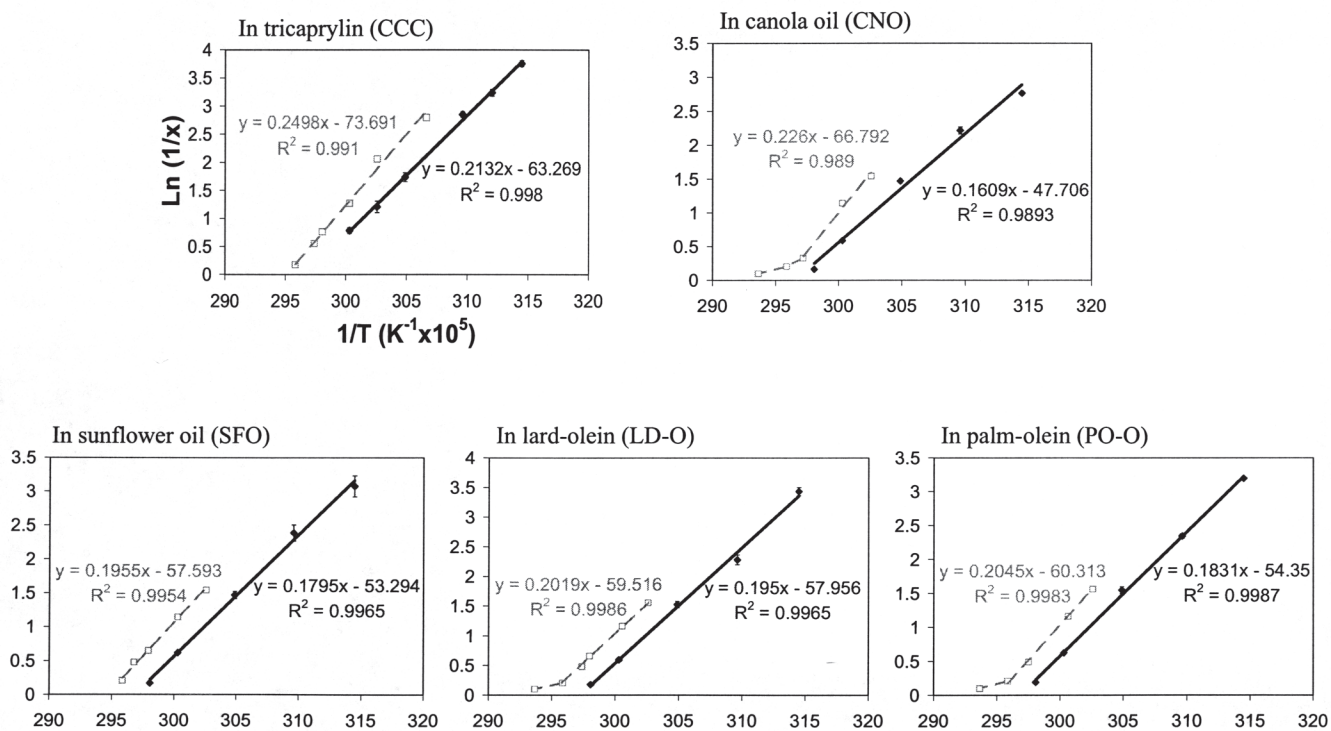 In tricaprylin (CCC)
4
3.5
3
2.5
2
1.5
1
0.5
0
Ln (1/x)
y = 0.2498x - 73.691
R² = 0.991
y = 0.2132x - 63.269
R² = 0.998
290 295 300 305 310 315 320
1/T (K⁻¹x10⁵)
In canola oil (CNO)
3.5
3
2.5
2
1.5
1
0.5
0
y = 0.226x - 66.792
R² = 0.989
y = 0.1609x - 47.706
R² = 0.9893
290 295 300 305 310 315 320
In sunflower oil (SFO)
3.5
3
2.5
2
1.5
1
0.5
0
y = 0.1955x - 57.593
R² = 0.9954
y = 0.1795x - 53.294
R² = 0.9965
290 295 300 305 310 315 320
In lard-olein (LD-O)
4
3.5
3
2.5
2
1.5
1
0.5
0
y = 0.2019x - 59.516
R² = 0.9986
y = 0.195x - 57.956
R² = 0.9965
290 295 300 305 310 315 320
In palm-olein (PO-O)
3.5
3
2.5
2
1.5
1
0.5
0
y = 0.2045x - 60.313
R² = 0.9983
y = 0.1831x - 54.35
R² = 0.9987
290 295 300 305 310 315 320